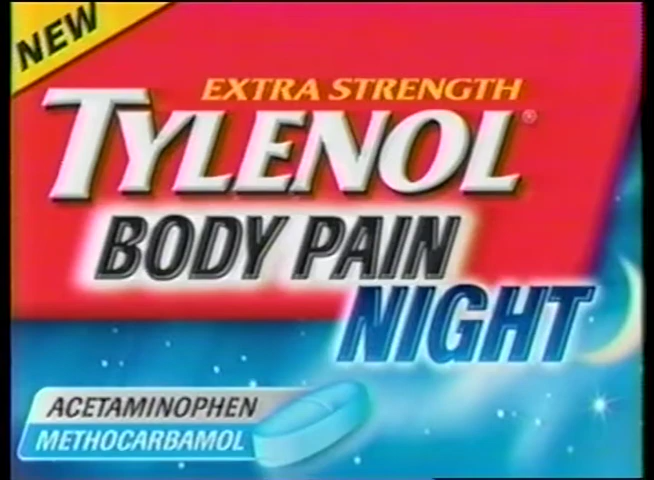 NEW
EXTRA STRENGTH
TYLENOL®
BODY PAIN
NIGHT
ACETAMINOPHEN
METHOCARBAMOL